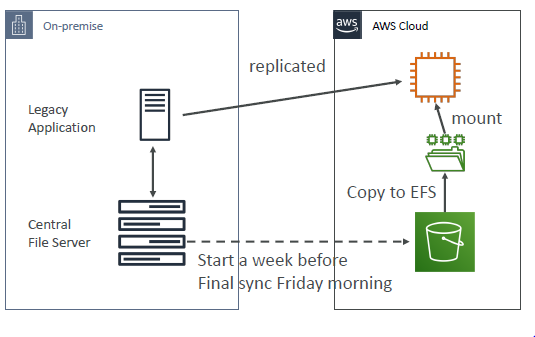 On-premise
aws
AWS Cloud
replicated
Legacy
Application
mount
Copy to EFS
Central
File Server
Start a week before
Final sync Friday morning